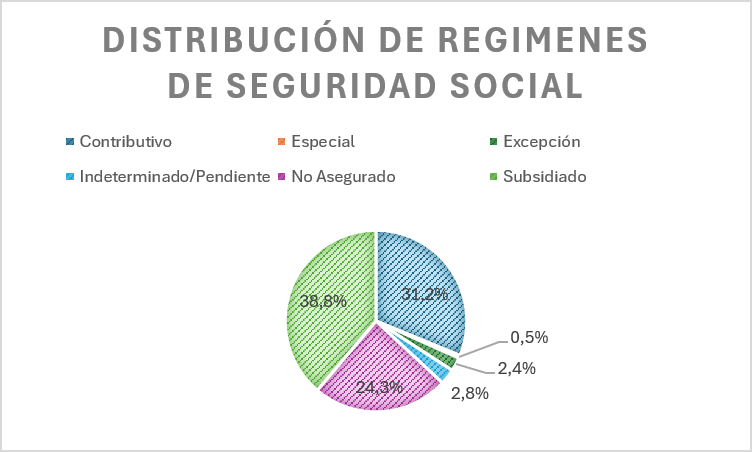 DISTRIBUCIÓN DE REGIMENES
DE SEGURIDAD SOCIAL
Contributivo Especial Excepción
Indeterminado/Pendiente No Asegurado Subsidiado
31,2%
38,8%
0,5%
2,4%
24,3%
2,8%